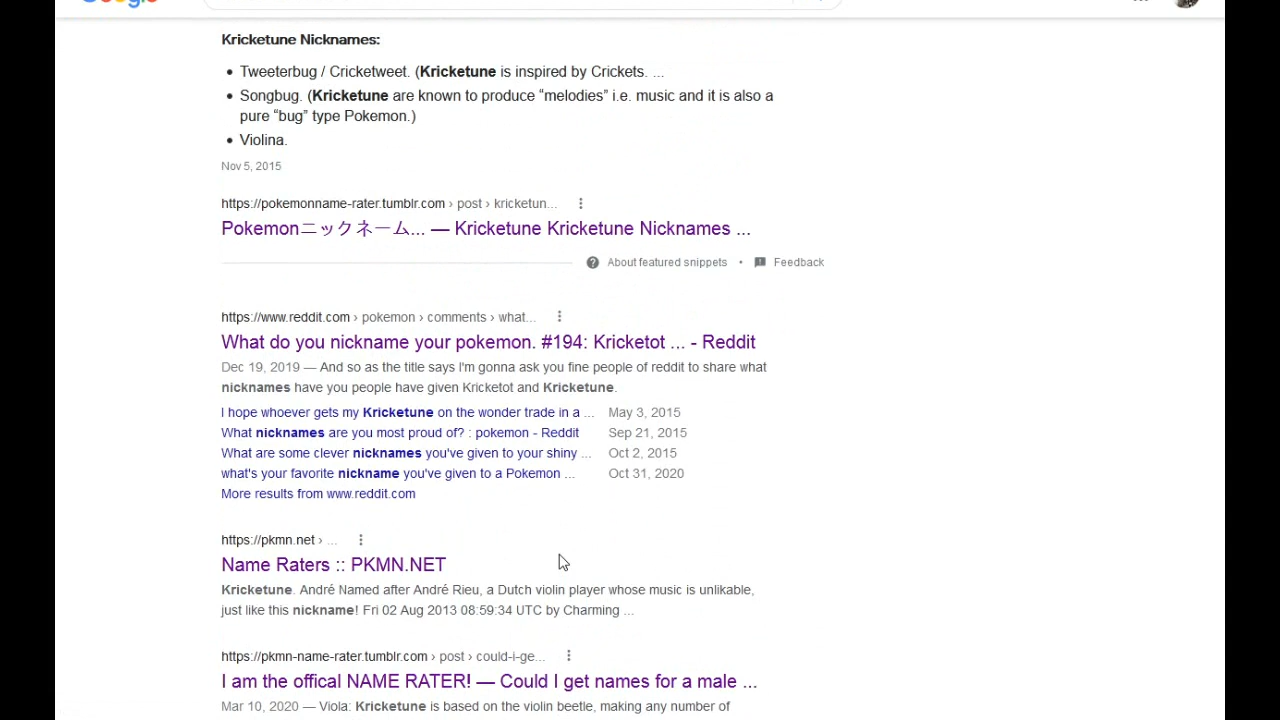 Google
Kricketune Nicknames:
• Tweeterbug / Cricketweet. (Kricketune is inspired by Crickets. ...
• Songbug. (Kricketune are known to produce “melodies” i.e. music and it is also a
pure “bug” type Pokemon.)
• Violina.
Nov 5, 2015
https://pokemonname-rater.tumblr.com › post › kricketun...
Pokemonニックネーム... — Kricketune Kricketune Nicknames ...
About featured snippets • Feedback
https://www.reddit.com › pokemon › comments › what...
What do you nickname your pokemon. #194: Kricketot ... - Reddit
Dec 19, 2019 — And so as the title says I'm gonna ask you fine people of reddit to share what
nicknames have you people have given Kricketot and Kricketune.
I hope whoever gets my Kricketune on the wonder trade in a ... May 3, 2015
What nicknames are you most proud of? : pokemon - Reddit Sep 21, 2015
What are some clever nicknames you've given to your shiny ... Oct 2, 2015
what's your favorite nickname you've given to a Pokemon ... Oct 31, 2020
More results from www.reddit.com
https://pkmn.net › ...
Name Raters :: PKMN.NET
Kricketune. André Named after André Rieu, a Dutch violin player whose music is unlikable,
just like this nickname! Fri 02 Aug 2013 08:59:34 UTC by Charming ...
https://pkmn-name-rater.tumblr.com › post › could-i-ge...
I am the offical NAME RATER! — Could I get names for a male ...
Mar 10, 2020 — Viola: Kricketune is based on the violin beetle, making any number of